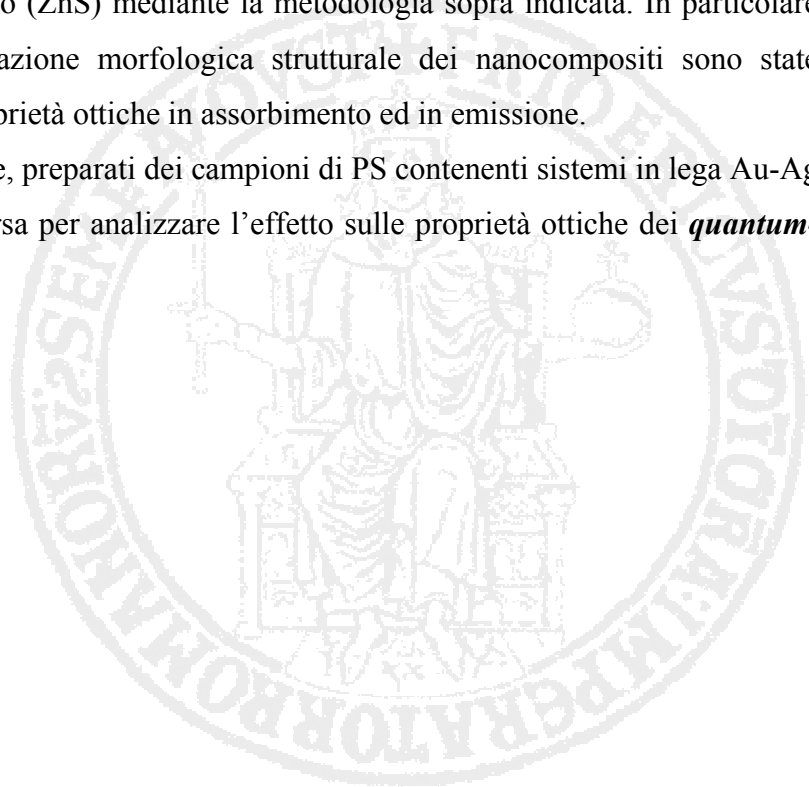 o (ZnS) mediante la metodologia sopra indicata. In particolare
azione morfologica strutturale dei nanocompositi sono state
prietà ottiche in assorbimento ed in emissione.
e, preparati dei campioni di PS contenenti sistemi in lega Au-Ag
rsa per analizzare l’effetto sulle proprietà ottiche dei quantum-